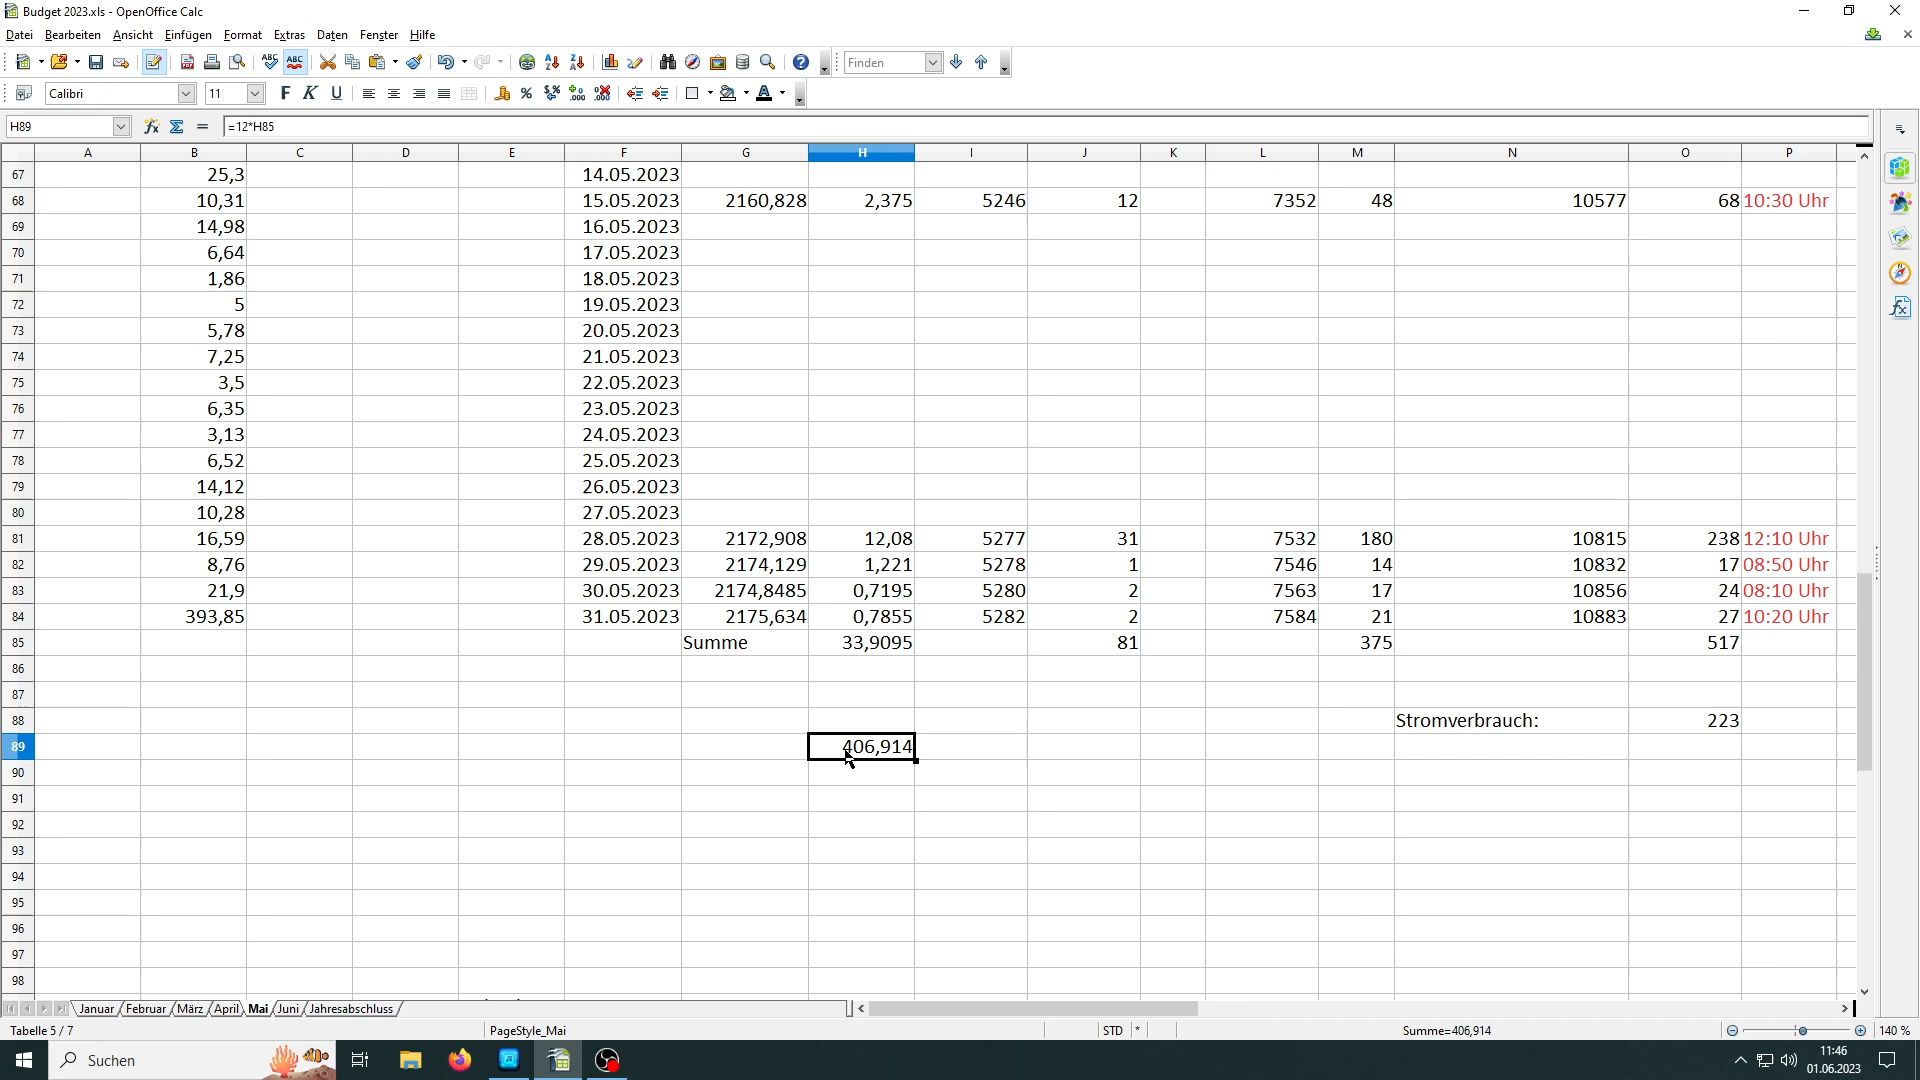 Budget 2023.xls - OpenOffice Calc
Datei Bearbeiten Ansicht Einfügen Format Extras Daten Fenster Hilfe
Finden
Calibri 11 F K U
H89 =12*H85
A B C D E F G H I J K L M N O P
67 25,3 14.05.2023
68 10,31 15.05.2023 2160,828 2,375 5246 12 7352 48 10577 68 10:30 Uhr
69 14,98 16.05.2023
70 6,64 17.05.2023
71 1,86 18.05.2023
72 5 19.05.2023
73 5,78 20.05.2023
74 7,25 21.05.2023
75 3,5 22.05.2023
76 6,35 23.05.2023
77 3,13 24.05.2023
78 6,52 25.05.2023
79 14,12 26.05.2023
80 10,28 27.05.2023
81 16,59 28.05.2023 2172,908 12,08 5277 31 7532 180 10815 238 12:10 Uhr
82 8,76 29.05.2023 2174,129 1,221 5278 1 7546 14 10832 17 08:50 Uhr
83 21,9 30.05.2023 2174,8485 0,7195 5280 2 7563 17 10856 24 08:10 Uhr
84 393,85 31.05.2023 2175,634 0,7855 5282 2 7584 21 10883 27 10:20 Uhr
85 Summe 33,9095 81 375 517
86
87
88 Stromverbrauch: 223
89 406,914
90
91
92
93
94
95
96
97
98
Januar Februar März April Mai Juni Jahresabschluss
Tabelle 5 / 7 PageStyle_Mai STD * Summe=406,914 140 %
Suchen 11:46
01.06.2023